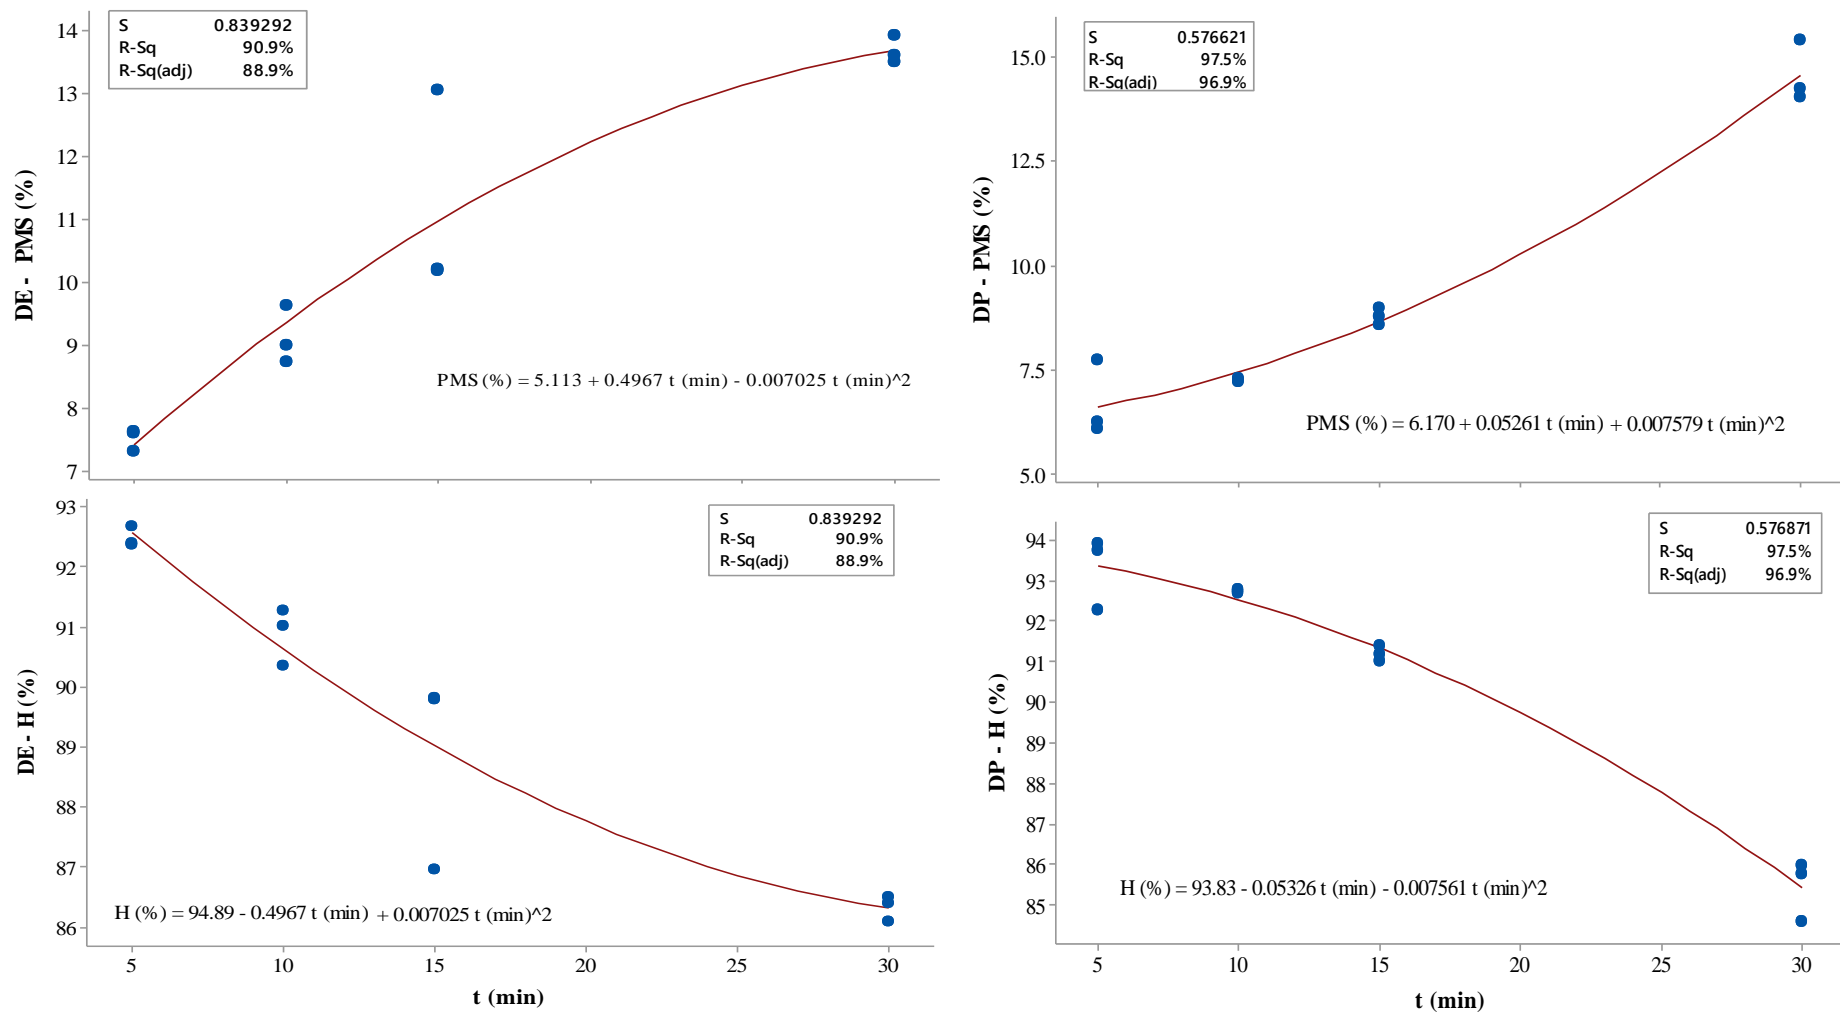 S 0.839292
R-Sq 90.9%
R-Sq(adj) 88.9%
14
13
12
11
10
9
8
7
DE - PMS (%)
PMS (%) = 5.113 + 0.4967 t (min) - 0.007025 t (min)^2
S 0.576621
R-Sq 97.5%
R-Sq(adj) 96.9%
15.0
12.5
10.0
7.5
5.0
DP - PMS (%)
PMS (%) = 6.170 + 0.05261 t (min) + 0.007579 t (min)^2
S 0.839292
R-Sq 90.9%
R-Sq(adj) 88.9%
93
92
91
90
89
88
87
86
DE - H (%)
H (%) = 94.89 - 0.4967 t (min) + 0.007025 t (min)^2
5 10 15 20 25 30
t (min)
S 0.576871
R-Sq 97.5%
R-Sq(adj) 96.9%
94
93
92
91
90
89
88
87
86
85
DP - H (%)
H (%) = 93.83 - 0.05326 t (min) - 0.007561 t (min)^2
5 10 15 20 25 30
t (min)